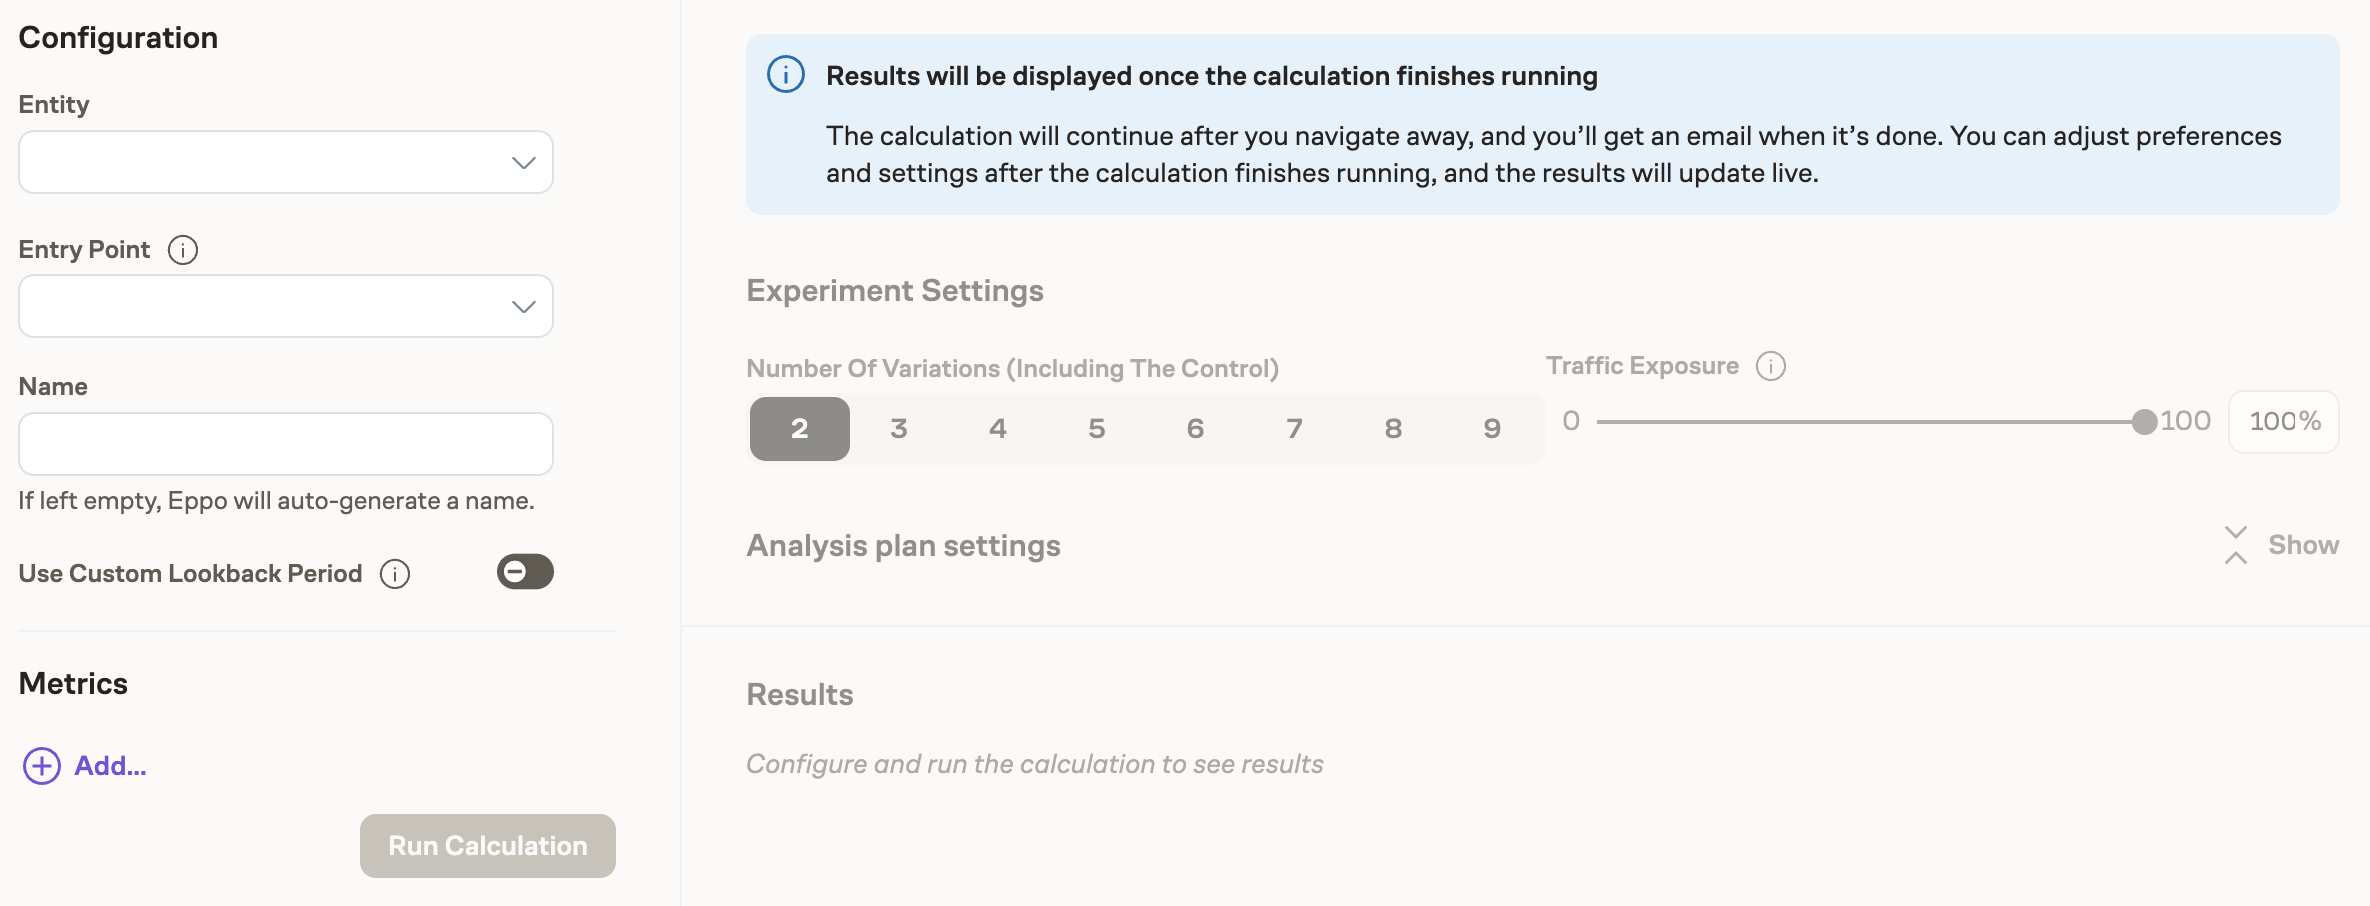 Configuration
Entity
Entry Point
Name
If left empty, Eppo will auto-generate a name.
Use Custom Lookback Period
Metrics
Add...
Run Calculation
Results will be displayed once the calculation finishes running
The calculation will continue after you navigate away, and you’ll get an email when it’s done. You can adjust preferences
and settings after the calculation finishes running, and the results will update live.
Experiment Settings
Number Of Variations (Including The Control)
2 3 4 5 6 7 8 9
Traffic Exposure
0 100 100%
Analysis plan settings
Show
Results
Configure and run the calculation to see results